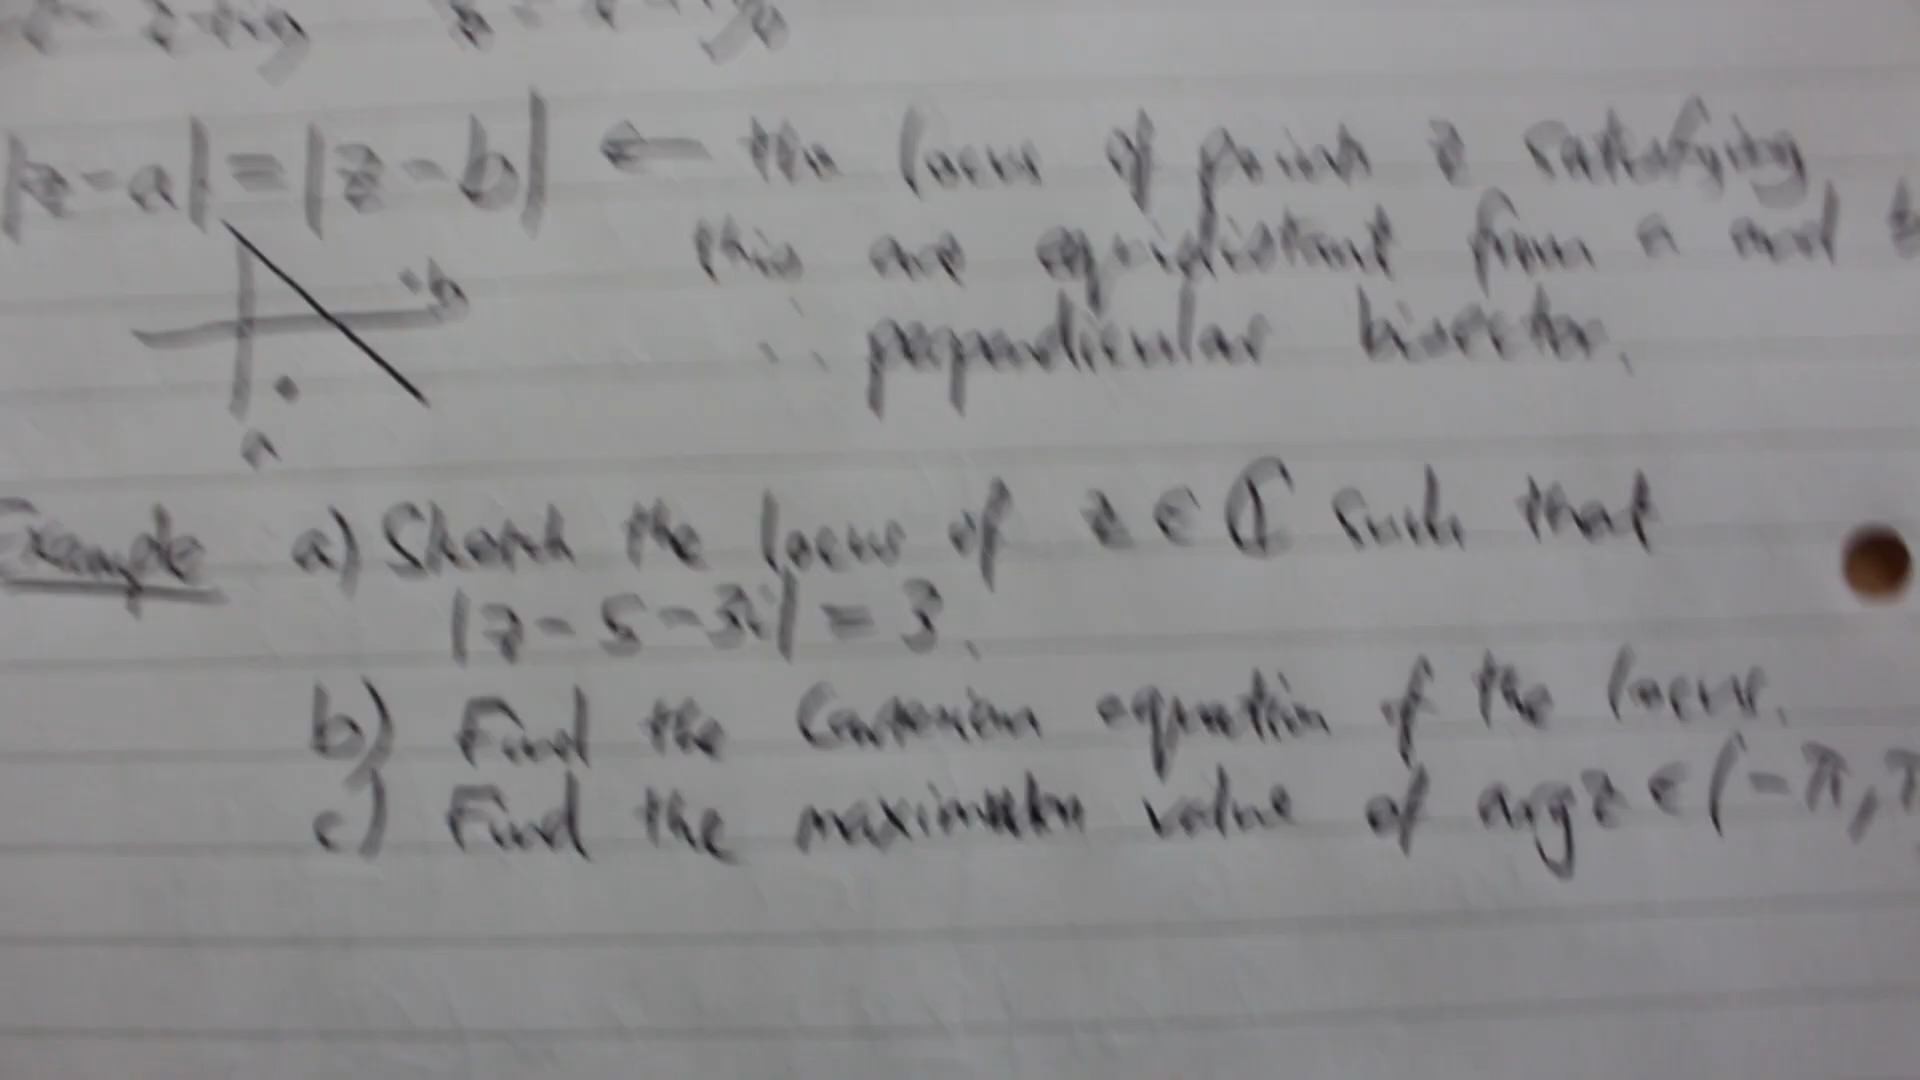 |z-a|=|z-b| ← the locus of points z satisfying
this are equidistant from a and b
∴ perpendicular bisector.
b
a
Example a) Sketch the locus of z ∈ ℂ such that
|z-5-3i| = 3.
b) Find the Cartesian equation of the locus.
c) Find the maximum value of arg z ∈ (-π, π